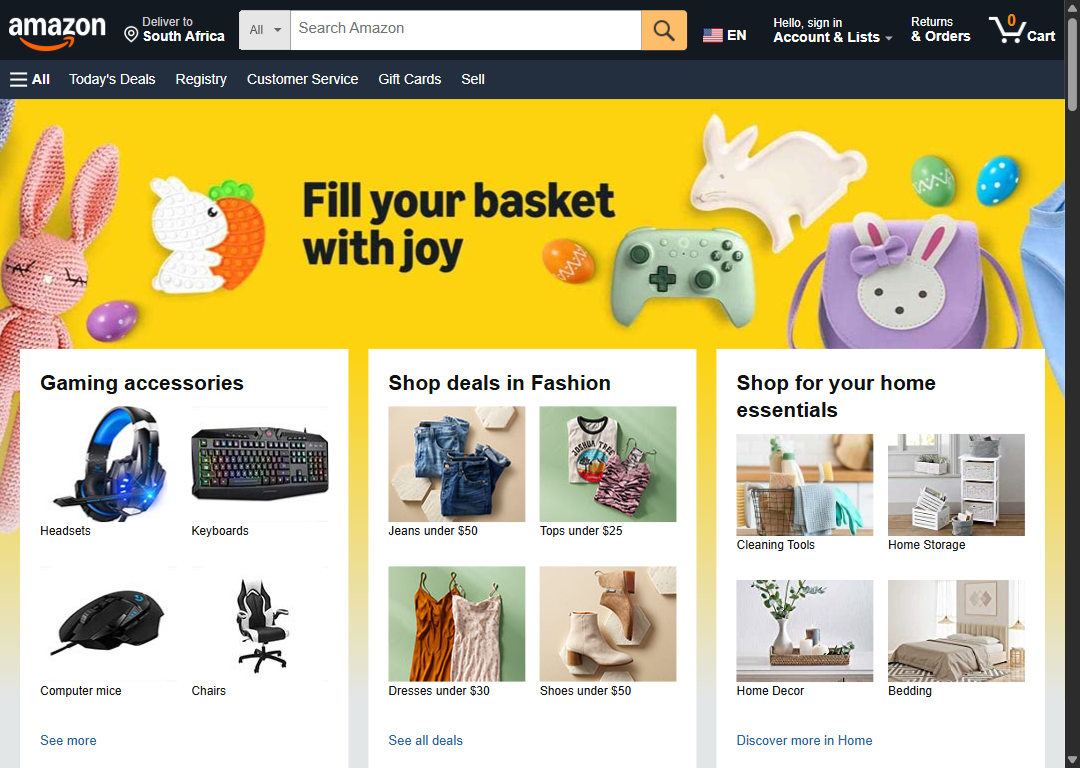 amazon
Deliver to
South Africa
All
Search Amazon
EN
Hello, sign in
Account & Lists
Returns
& Orders
0
Cart
All
Today's Deals
Registry
Customer Service
Gift Cards
Sell
Fill your basket
with joy
Gaming accessories
Headsets
Keyboards
Computer mice
Chairs
See more
Shop deals in Fashion
JOSHUA TREE
Jeans under $50
Tops under $25
Dresses under $30
Shoes under $50
See all deals
Shop for your home
essentials
Cleaning Tools
Home Storage
Home Decor
Bedding
Discover more in Home